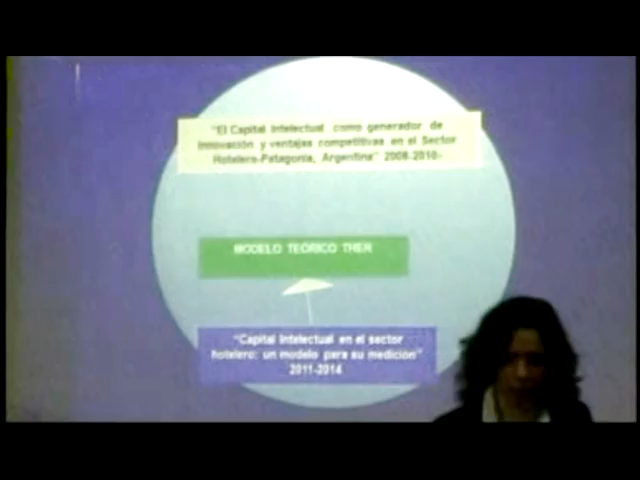 "El Capital Intelectual como generador de
innovación y ventajas competitivas en el Sector
Hotelero-Patagonia, Argentina" 2008-2010-
MODELO TEÓRICO THER
"Capital Intelectual en el sector
hotelero: un modelo para su medición"
2011-2014